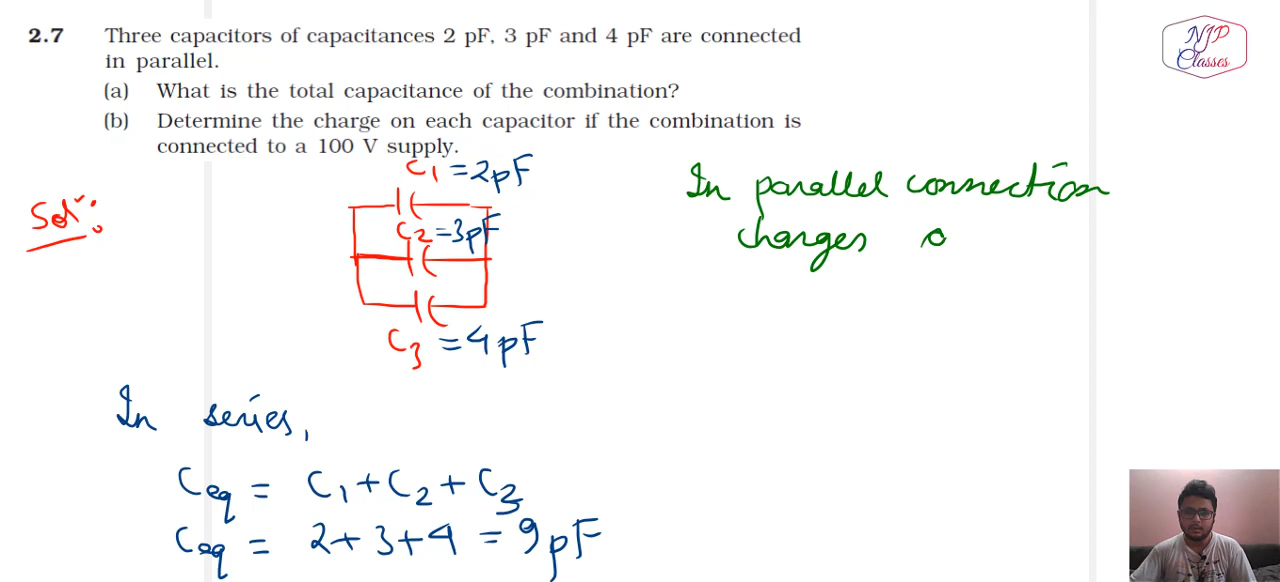 2.7 Three capacitors of capacitances 2 pF, 3 pF and 4 pF are connected
in parallel.
(a) What is the total capacitance of the combination?
(b) Determine the charge on each capacitor if the combination is
connected to a 100 V supply.
NJP
Classes
Solⁿ:
C1 = 2pF
C2 = 3pF
C3 = 4pF
In series,
Ceq = C1 + C2 + C3
Ceq = 2 + 3 + 4 = 9pF
In parallel connection
charges